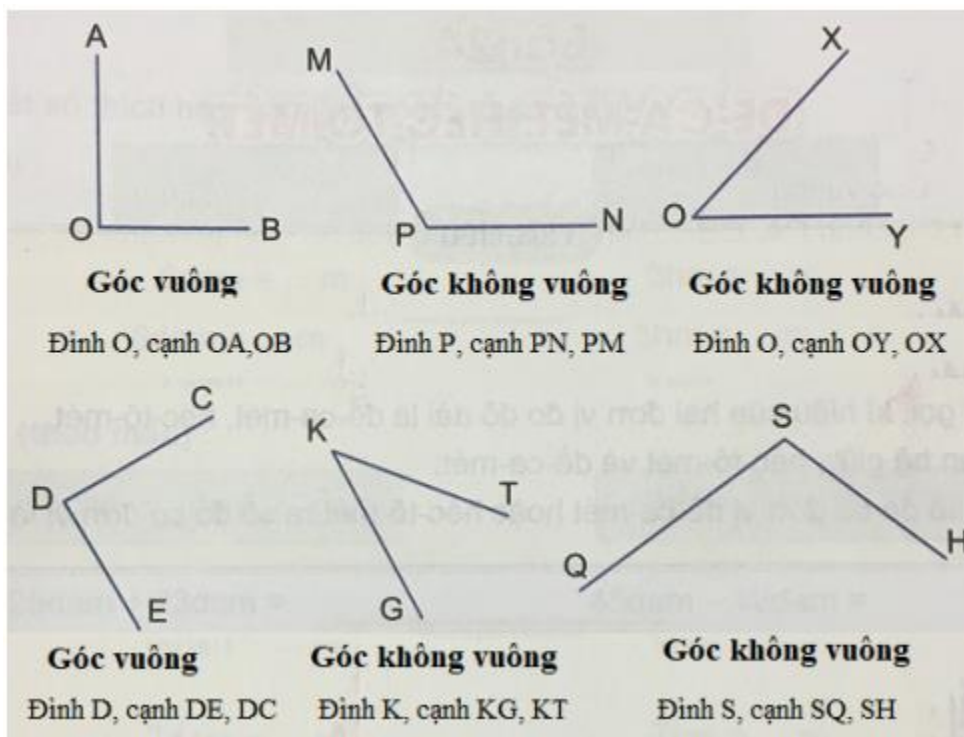 A
M
X
O
B
P
N
O
Y
Góc vuông
Góc không vuông
Góc không vuông
Đỉnh O, cạnh OA,OB
Đỉnh P, cạnh PN, PM
Đỉnh O, cạnh OY, OX
C
K
S
D
T
Q
H
E
G
Góc vuông
Góc không vuông
Góc không vuông
Đỉnh D, cạnh DE, DC
Đỉnh K, cạnh KG, KT
Đỉnh S, cạnh SQ, SH